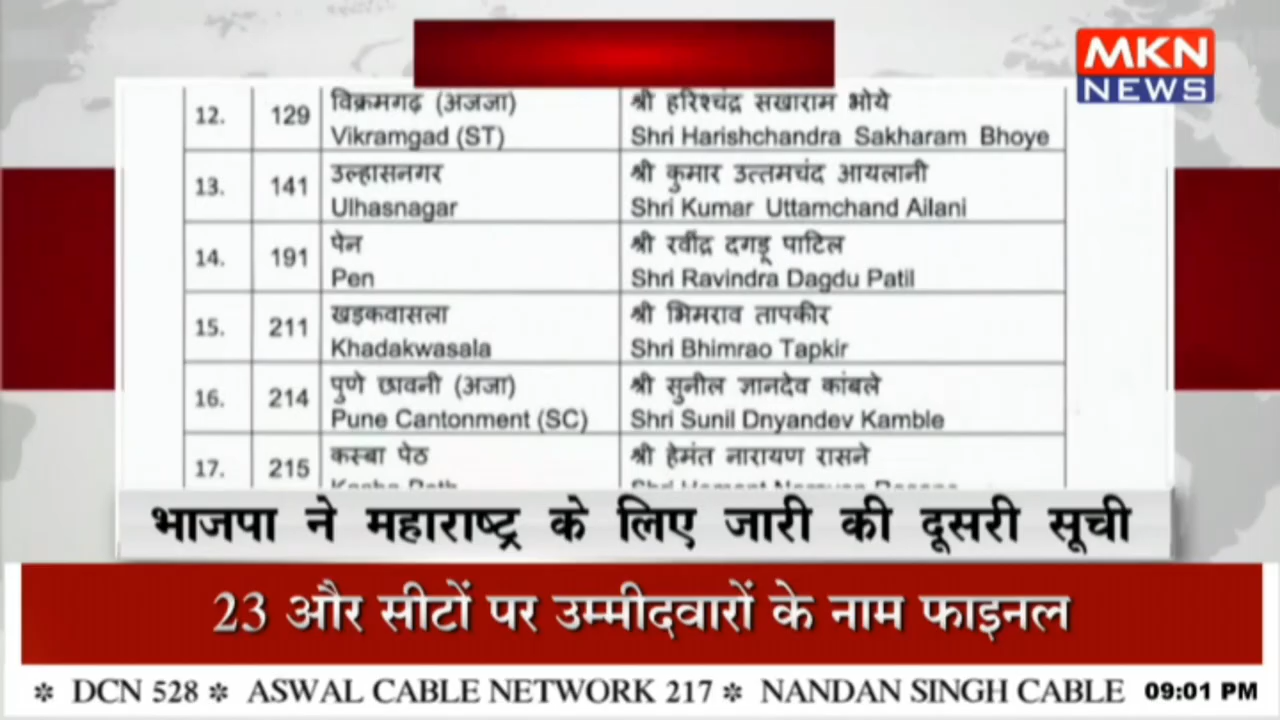 MKN
NEWS
12. 129 विक्रमगढ़ (अजजा) श्री हरिश्चंद्र सखाराम भोये
Vikramgad (ST) Shri Harishchandra Sakharam Bhoye
13. 141 उल्हासनगर श्री कुमार उत्तमचंद आयलानी
Ulhasnagar Shri Kumar Uttamchand Ailani
14. 191 पेन श्री रवींद्र दगडू पाटिल
Pen Shri Ravindra Dagdu Patil
15. 211 खड़कवासला श्री भिमराव तापकीर
Khadakwasala Shri Bhimrao Tapkir
16. 214 पुणे छावनी (अजा) श्री सुनील ज्ञानदेव कांबले
Pune Cantonment (SC) Shri Sunil Dnyandev Kamble
17. 215 कस्बा पेठ श्री हेमंत नारायण रासने
भाजपा ने महाराष्ट्र के लिए जारी की दूसरी सूची
23 और सीटों पर उम्मीदवारों के नाम फाइनल
✼ DCN 528 ✼ ASWAL CABLE NETWORK 217 ✼ NANDAN SINGH CABLE 09:01 PM